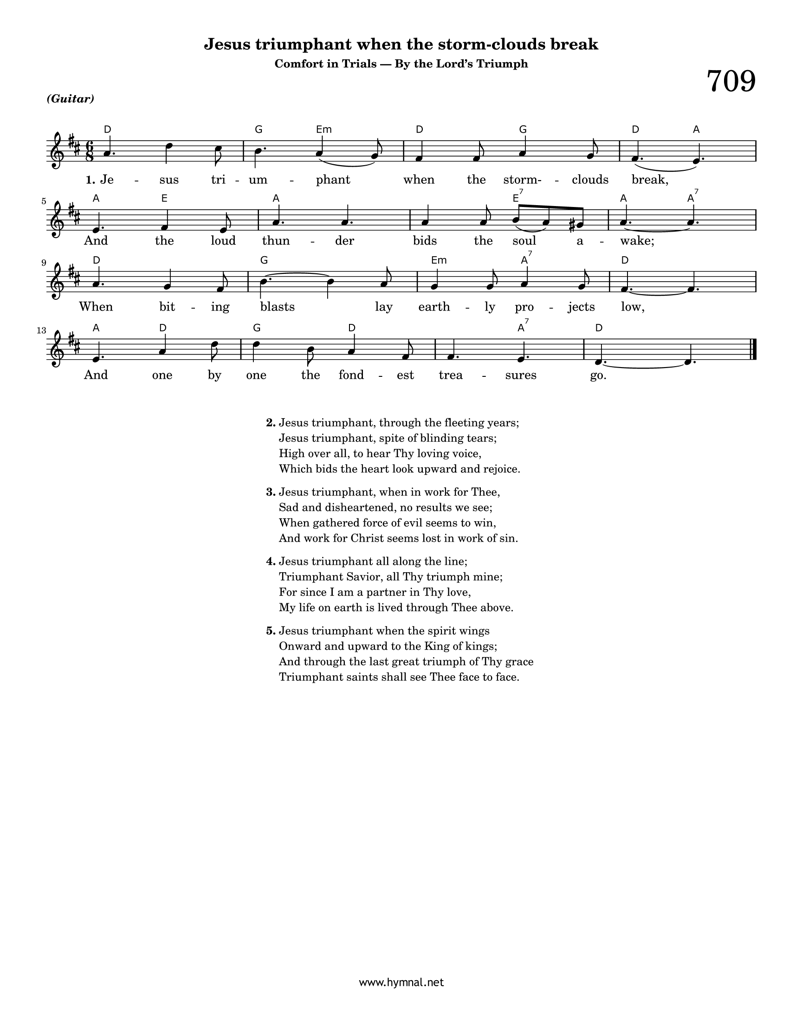 Jesus triumphant when the storm-clouds break
Comfort in Trials — By the Lord's Triumph
709
(Guitar)
D G Em D G D A
6 8
1. Je - sus tri - um - phant when the storm- - clouds break,
5 A E A E7 A A7
And the loud thun - der bids the soul a - wake;
9 D G Em A7 D
When bit - ing blasts lay earth - ly pro - jects low,
13 A D G D A7 D
And one by one the fond - est trea - sures go.
2. Jesus triumphant, through the fleeting years;
Jesus triumphant, spite of blinding tears;
High over all, to hear Thy loving voice,
Which bids the heart look upward and rejoice.
3. Jesus triumphant, when in work for Thee,
Sad and disheartened, no results we see;
When gathered force of evil seems to win,
And work for Christ seems lost in work of sin.
4. Jesus triumphant all along the line;
Triumphant Savior, all Thy triumph mine;
For since I am a partner in Thy love,
My life on earth is lived through Thee above.
5. Jesus triumphant when the spirit wings
Onward and upward to the King of kings;
And through the last great triumph of Thy grace
Triumphant saints shall see Thee face to face.
www.hymnal.net